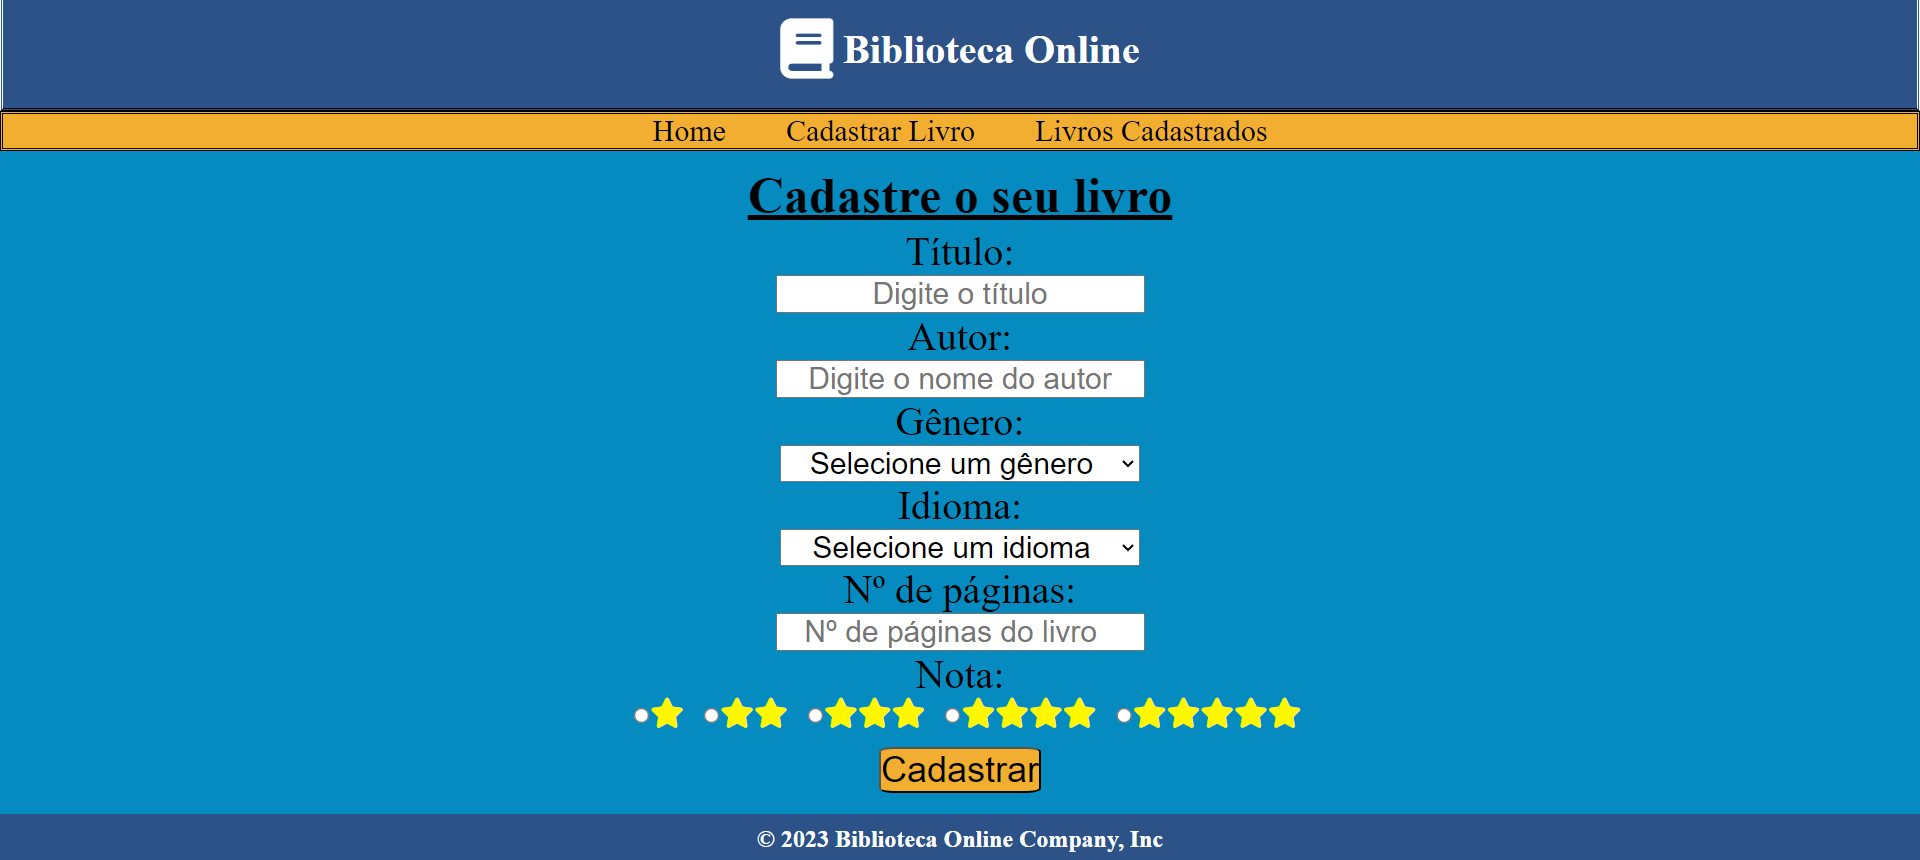 Biblioteca Online
Home Cadastrar Livro Livros Cadastrados
Cadastre o seu livro
Título:
Digite o título
Autor:
Digite o nome do autor
Gênero:
Selecione um gênero
Idioma:
Selecione um idioma
Nº de páginas:
Nº de páginas do livro
Nota:
Cadastrar
© 2023 Biblioteca Online Company, Inc